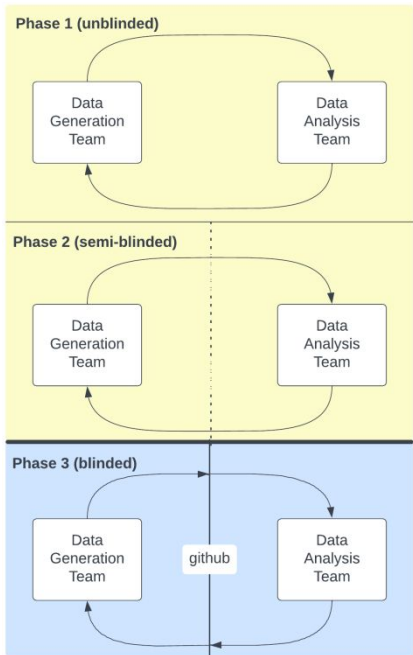 Phase 1 (unblinded)
Data
Generation
Team
Data
Analysis
Team
Phase 2 (semi-blinded)
Data
Generation
Team
Data
Analysis
Team
Phase 3 (blinded)
Data
Generation
Team
github
Data
Analysis
Team